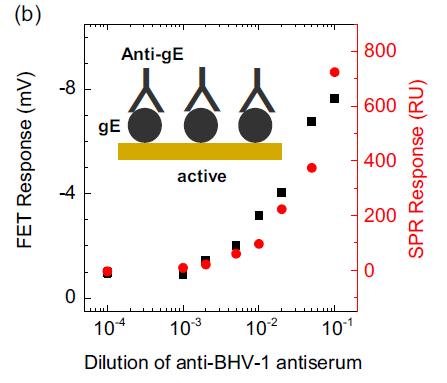 (b)
Anti-gE
gE
active
FET Response (mV)
-8
-4
0
SPR Response (RU)
800
600
400
200
0
10⁻⁴
10⁻³
10⁻²
10⁻¹
Dilution of anti-BHV-1 antiserum